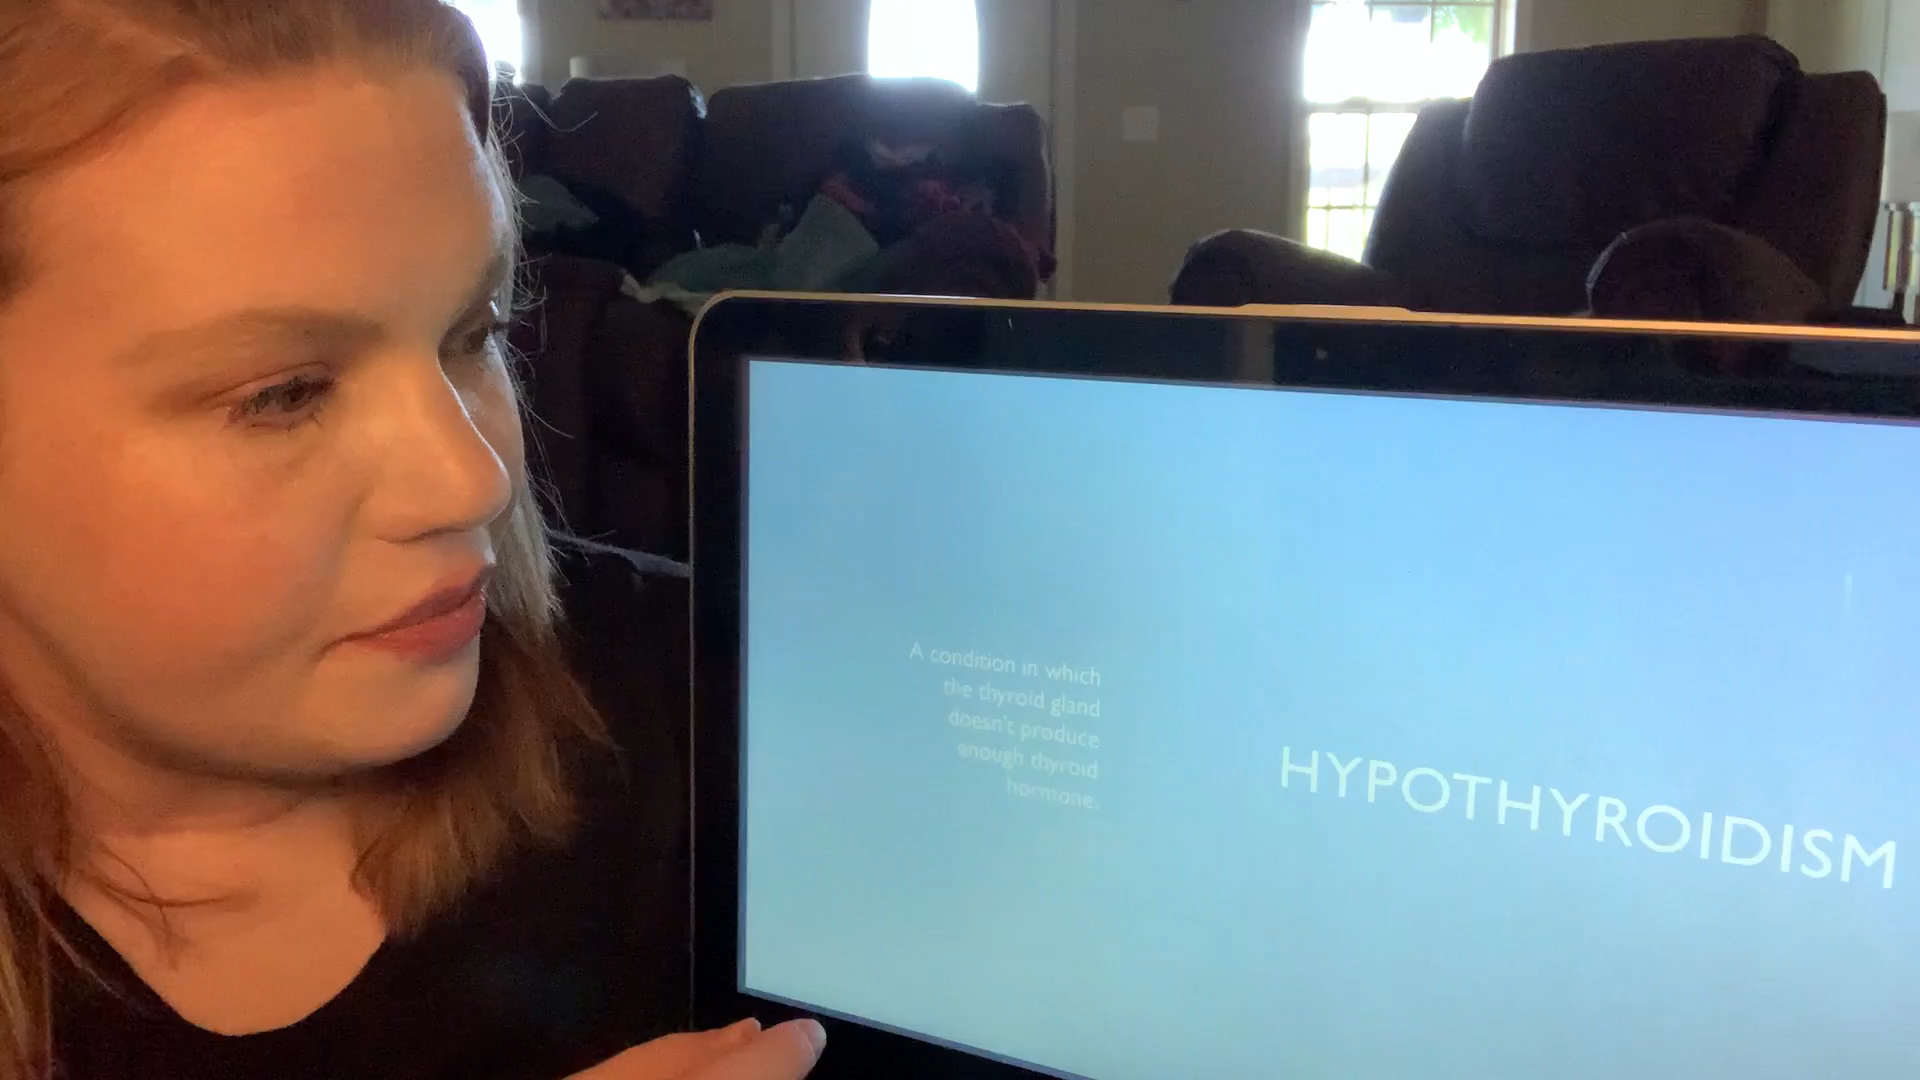 A condition in which
the thyroid gland
doesn't produce
enough thyroid
hormone.
HYPOTHYROIDISM